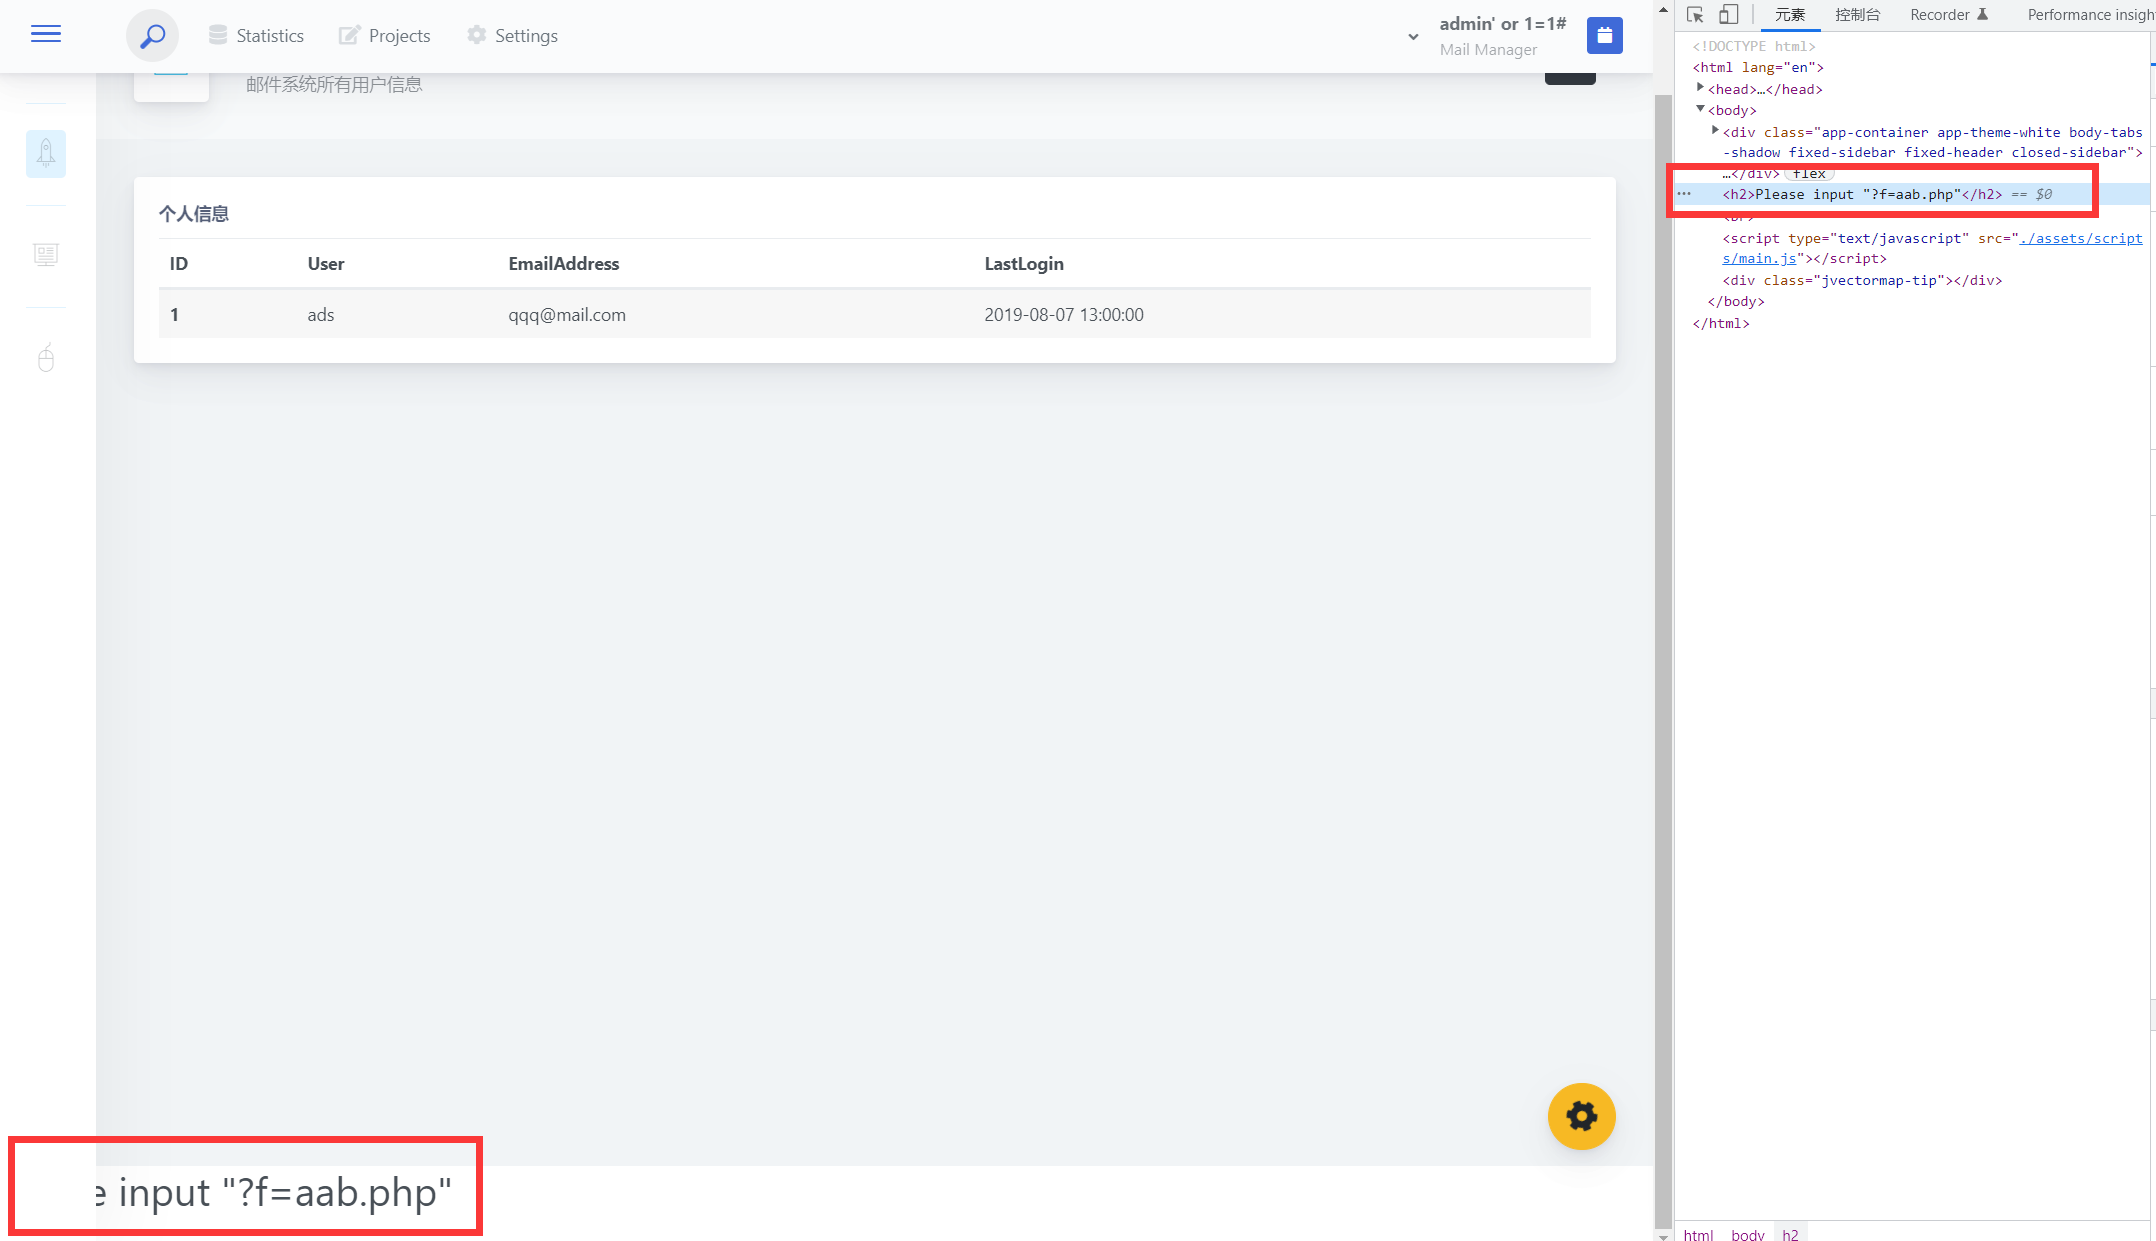 Statistics
Projects
Settings
admin' or 1=1#
Mail Manager
邮件系统所有用户信息
个人信息
ID User EmailAddress LastLogin
1 ads qqq@mail.com 2019-08-07 13:00:00
e input "?f=aab.php"
元素 控制台 Recorder Performance insigh
<!DOCTYPE html>
<html lang="en">
<head>…</head>
<body>
<div class="app-container app-theme-white body-tabs
-shadow fixed-sidebar fixed-header closed-sidebar">
…</div> flex
<h2>Please input "?f=aab.php"</h2> == $0
<br>
<script type="text/javascript" src="./assets/script
s/main.js"></script>
<div class="jvectormap-tip"></div>
</body>
</html>
html body h2